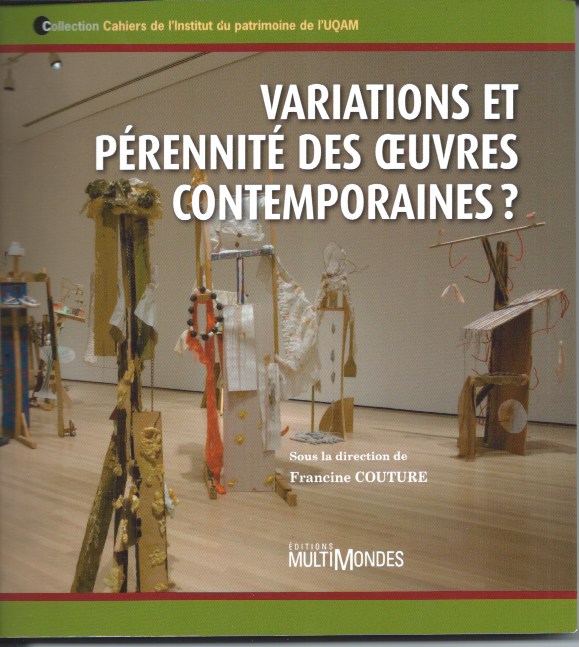 Collection Cahiers de l'Institut du patrimoine de l'UQAM
VARIATIONS ET
PÉRENNITÉ DES ŒUVRES
CONTEMPORAINES ?
Sous la direction de
Francine COUTURE
ÉDITIONS
MULTIMONDES